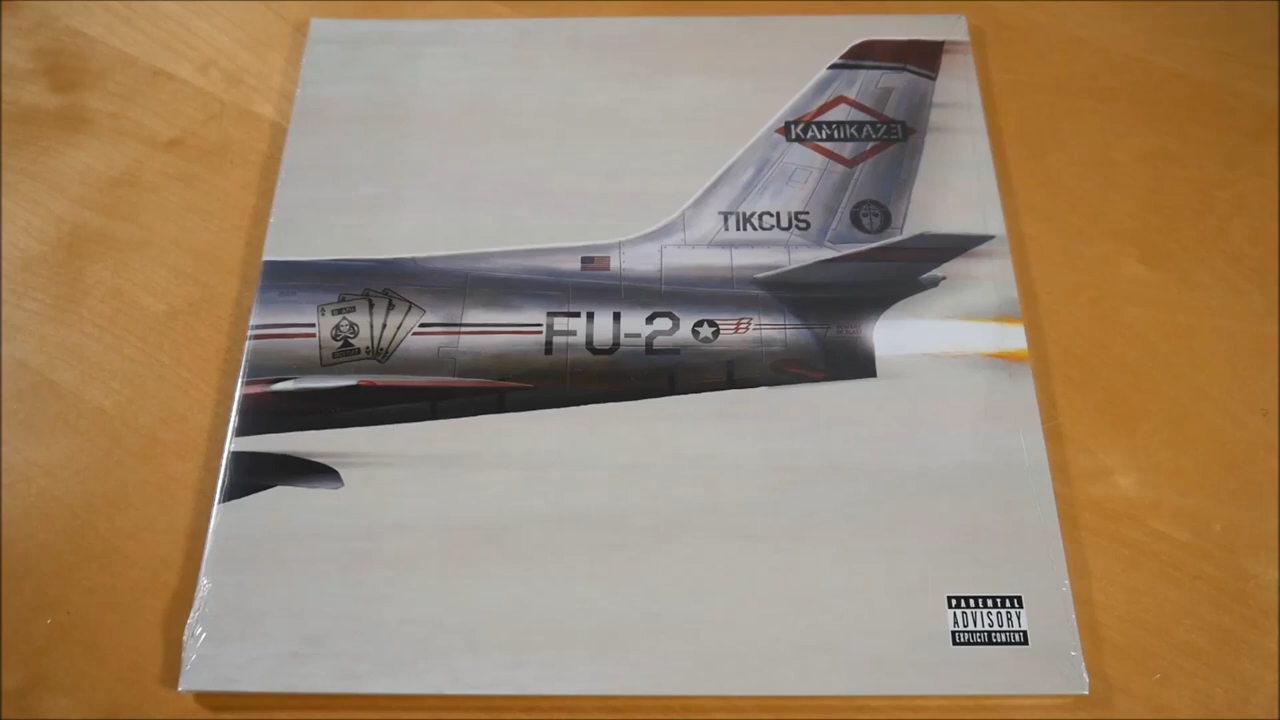 KAMIKAZE
TIKCUS
FU-2
PARENTAL
ADVISORY
EXPLICIT CONTENT